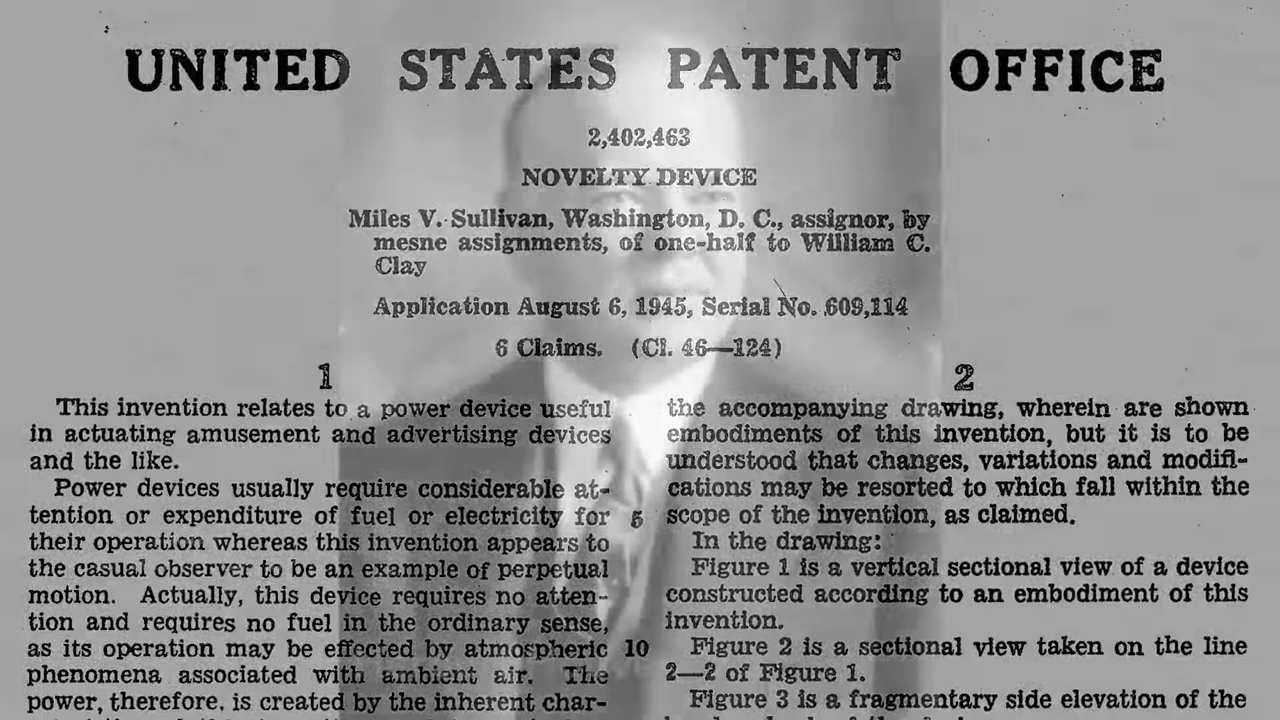 UNITED STATES PATENT OFFICE
2,402,463
NOVELTY DEVICE
Miles V. Sullivan, Washington, D. C., assignor, by
mesne assignments, of one-half to William C.
Clay
Application August 6, 1945, Serial No. 609,114
6 Claims. (Cl. 46—124)
1
This invention relates to a power device useful
in actuating amusement and advertising devices
and the like.
Power devices usually require considerable at-
tention or expenditure of fuel or electricity for
their operation whereas this invention appears to
the casual observer to be an example of perpetual
motion. Actually, this device requires no atten-
tion and requires no fuel in the ordinary sense,
as its operation may be effected by atmospheric
phenomena associated with ambient air. The
power, therefore, is created by the inherent char-
5
10
2
the accompanying drawing, wherein are shown
embodiments of this invention, but it is to be
understood that changes, variations and modifi-
cations may be resorted to which fall within the
scope of the invention, as claimed.
In the drawing:
Figure 1 is a vertical sectional view of a device
constructed according to an embodiment of this
invention.
Figure 2 is a sectional view taken on the line
2—2 of Figure 1.
Figure 3 is a fragmentary side elevation of the